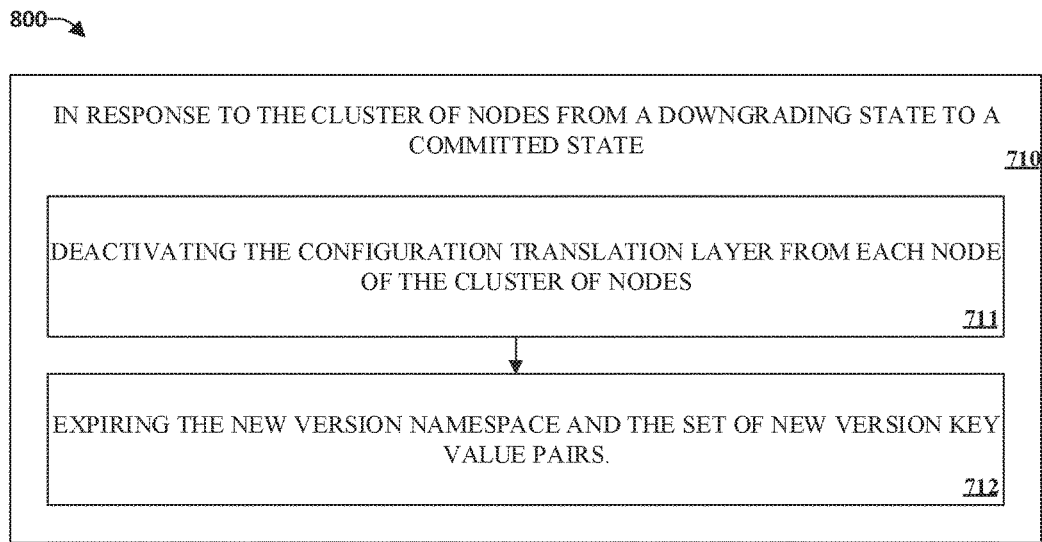 800
IN RESPONSE TO THE CLUSTER OF NODES FROM A DOWNGRADING STATE TO A
COMMITTED STATE
710
DEACTIVATING THE CONFIGURATION TRANSLATION LAYER FROM EACH NODE
OF THE CLUSTER OF NODES
711
EXPIRING THE NEW VERSION NAMESPACE AND THE SET OF NEW VERSION KEY
VALUE PAIRS.
712